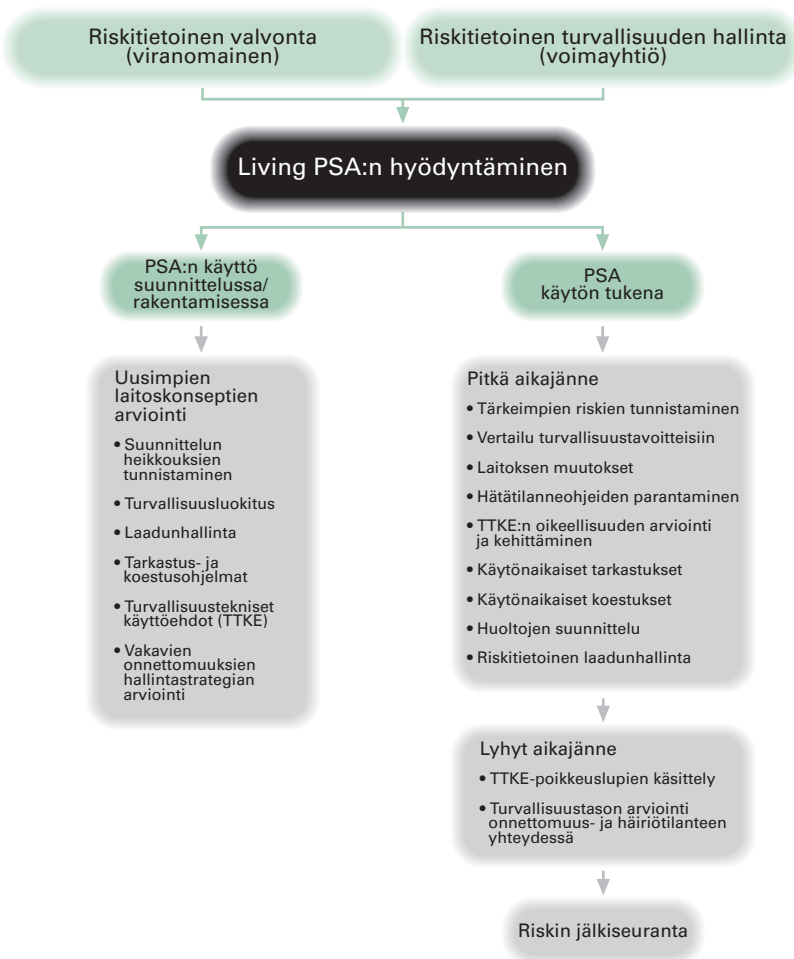 Riskitietoinen valvonta
(viranomainen)
Riskitietoinen turvallisuuden hallinta
(voimayhtiö)
Living PSA:n hyödyntäminen
PSA:n käyttö
suunnittelussa/
rakentamisessa
Uusimpien
laitoskonseptien
arviointi
• Suunnittelun
heikkouksien
tunnistaminen
• Turvallisuusluokitus
• Laadunhallinta
• Tarkastus- ja
koestusohjelmat
• Turvallisuustekniset
käyttöehdot (TTKE)
• Vakavien
onnettomuuksien
hallintastrategian
arviointi
PSA
käytön tukena
Pitkä aikajänne
• Tärkeimpien riskien tunnistaminen
• Vertailu turvallisuustavoitteisiin
• Laitoksen muutokset
• Hätätilanneohjeiden parantaminen
• TTKE:n oikeellisuuden arviointi
ja kehittäminen
• Käytönaikaiset tarkastukset
• Käytönaikaiset koestukset
• Huoltojen suunnittelu
• Riskitietoinen laadunhallinta
Lyhyt aikajänne
• TTKE-poikkeuslupien käsittely
• Turvallisuustason arviointi
onnettomuus- ja häiriötilanteen
yhteydessä
Riskin jälkiseuranta